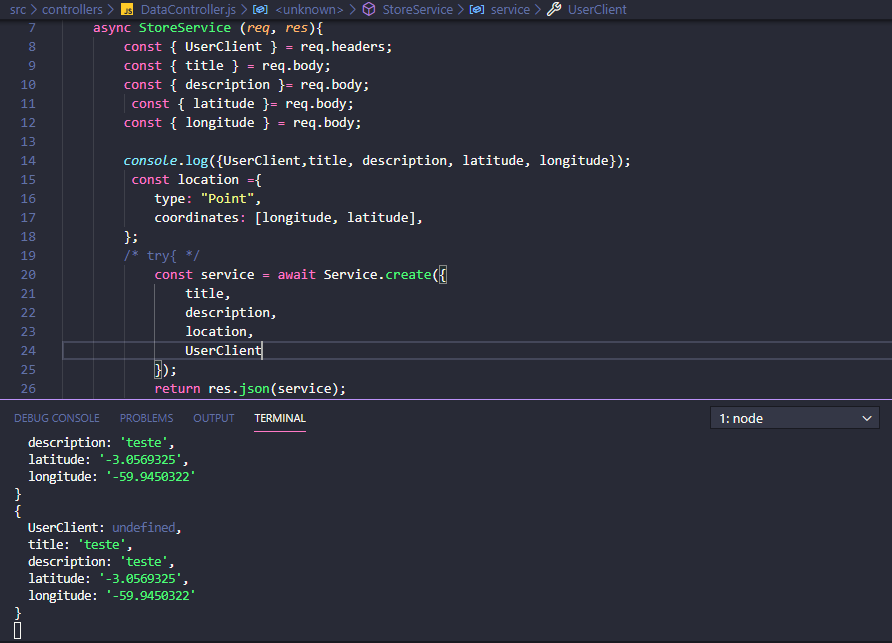 src > controllers > JS DataController.js > <unknown> > StoreService > service > UserClient
7 async StoreService (req, res){
8 const { UserClient } = req.headers;
9 const { title } = req.body;
10 const { description }= req.body;
11 const { latitude }= req.body;
12 const { longitude } = req.body;
13
14 console.log({UserClient,title, description, latitude, longitude});
15 const location ={
16 type: "Point",
17 coordinates: [longitude, latitude],
18 };
19 /* try{ */
20 const service = await Service.create({
21 title,
22 description,
23 location,
24 UserClient
25 });
26 return res.json(service);
DEBUG CONSOLE PROBLEMS OUTPUT TERMINAL 1: node
description: 'teste',
latitude: '-3.0569325',
longitude: '-59.9450322'
}
{
UserClient: undefined,
title: 'teste',
description: 'teste',
latitude: '-3.0569325',
longitude: '-59.9450322'
}